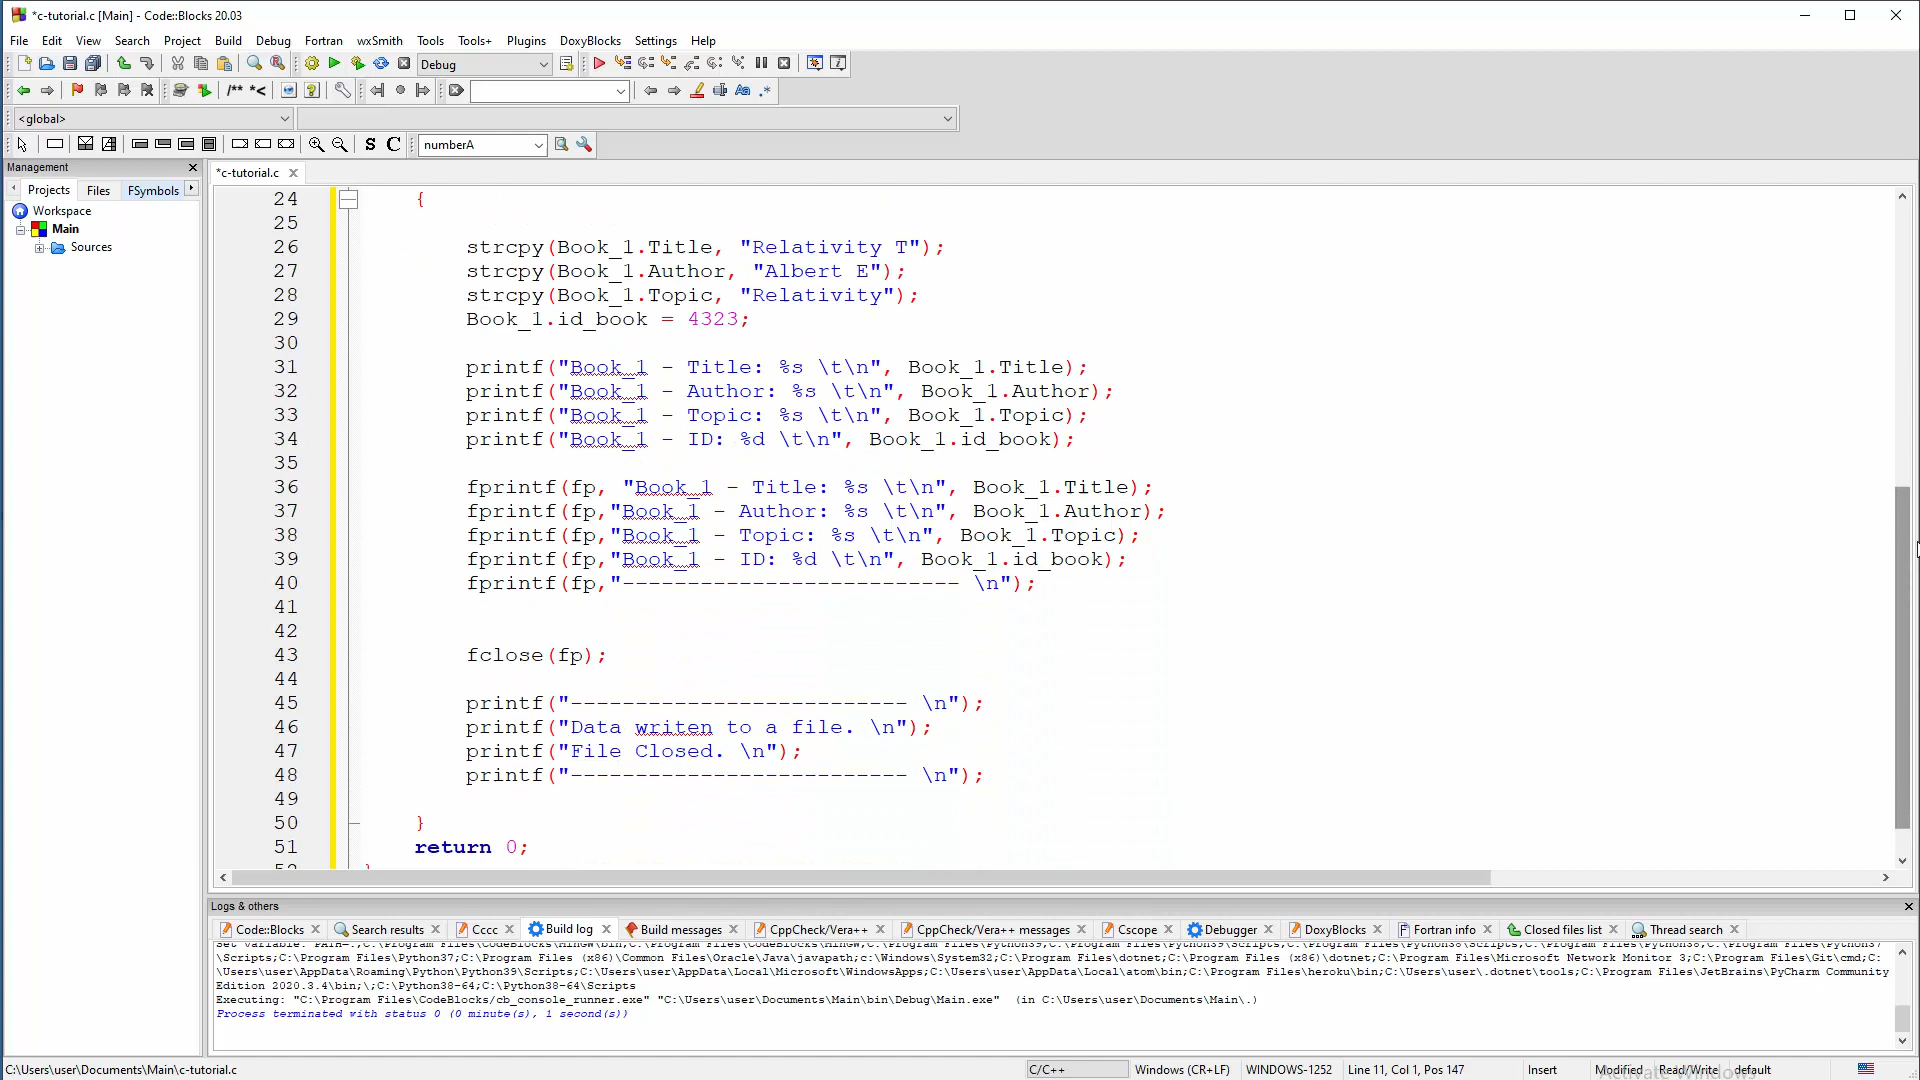 *c-tutorial.c [Main] - Code::Blocks 20.03
File Edit View Search Project Build Debug Fortran wxSmith Tools Tools+ Plugins DoxyBlocks Settings Help
Debug
/** *<
Aa .*
<global>
S C numberA
Management
*c-tutorial.c
Projects Files FSymbols
Workspace
Main
Sources
24 {
25
26 strcpy(Book_1.Title, "Relativity T");
27 strcpy(Book_1.Author, "Albert E");
28 strcpy(Book_1.Topic, "Relativity");
29 Book_1.id_book = 4323;
30
31 printf("Book_1 - Title: %s \t\n", Book_1.Title);
32 printf("Book_1 - Author: %s \t\n", Book_1.Author);
33 printf("Book_1 - Topic: %s \t\n", Book_1.Topic);
34 printf("Book_1 - ID: %d \t\n", Book_1.id_book);
35
36 fprintf(fp, "Book_1 - Title: %s \t\n", Book_1.Title);
37 fprintf(fp,"Book_1 - Author: %s \t\n", Book_1.Author);
38 fprintf(fp,"Book_1 - Topic: %s \t\n", Book_1.Topic);
39 fprintf(fp,"Book_1 - ID: %d \t\n", Book_1.id_book);
40 fprintf(fp,"-------------------------- \n");
41
42
43 fclose(fp);
44
45 printf("-------------------------- \n");
46 printf("Data writen to a file. \n");
47 printf("File Closed. \n");
48 printf("-------------------------- \n");
49
50 }
51 return 0;
52 }
Logs & others
Code::Blocks Search results Cccc Build log Build messages CppCheck/Vera++ CppCheck/Vera++ messages Cscope Debugger DoxyBlocks Fortran info Closed files list Thread search
\Scripts;C:\Program Files\Python37;C:\Program Files (x86)\Common Files\Oracle\Java\javapath;c:\Windows\System32;C:\Program Files\dotnet;C:\Program Files (x86)\dotnet;C:\Program Files\Microsoft Network Monitor 3;C:\Program Files\Git\cmd;C:
\Users\user\AppData\Roaming\Python\Python39\Scripts;C:\Users\user\AppData\Local\Microsoft\WindowsApps;C:\Users\user\AppData\Local\atom\bin;C:\Program Files\heroku\bin;C:\Users\user\.dotnet\tools;C:\Program Files\JetBrains\PyCharm Community
Edition 2020.3.4\bin;\;C:\Python38-64;C:\Python38-64\Scripts
Executing: "C:\Program Files\CodeBlocks/cb_console_runner.exe" "C:\Users\user\Documents\Main\bin\Debug\Main.exe" (in C:\Users\user\Documents\Main\.)
Process terminated with status 0 (0 minute(s), 1 second(s))
C:\Users\user\Documents\Main\c-tutorial.c C/C++ Windows (CR+LF) WINDOWS-1252 Line 11, Col 1, Pos 147 Insert Modified Read/Write default
Activate Windows